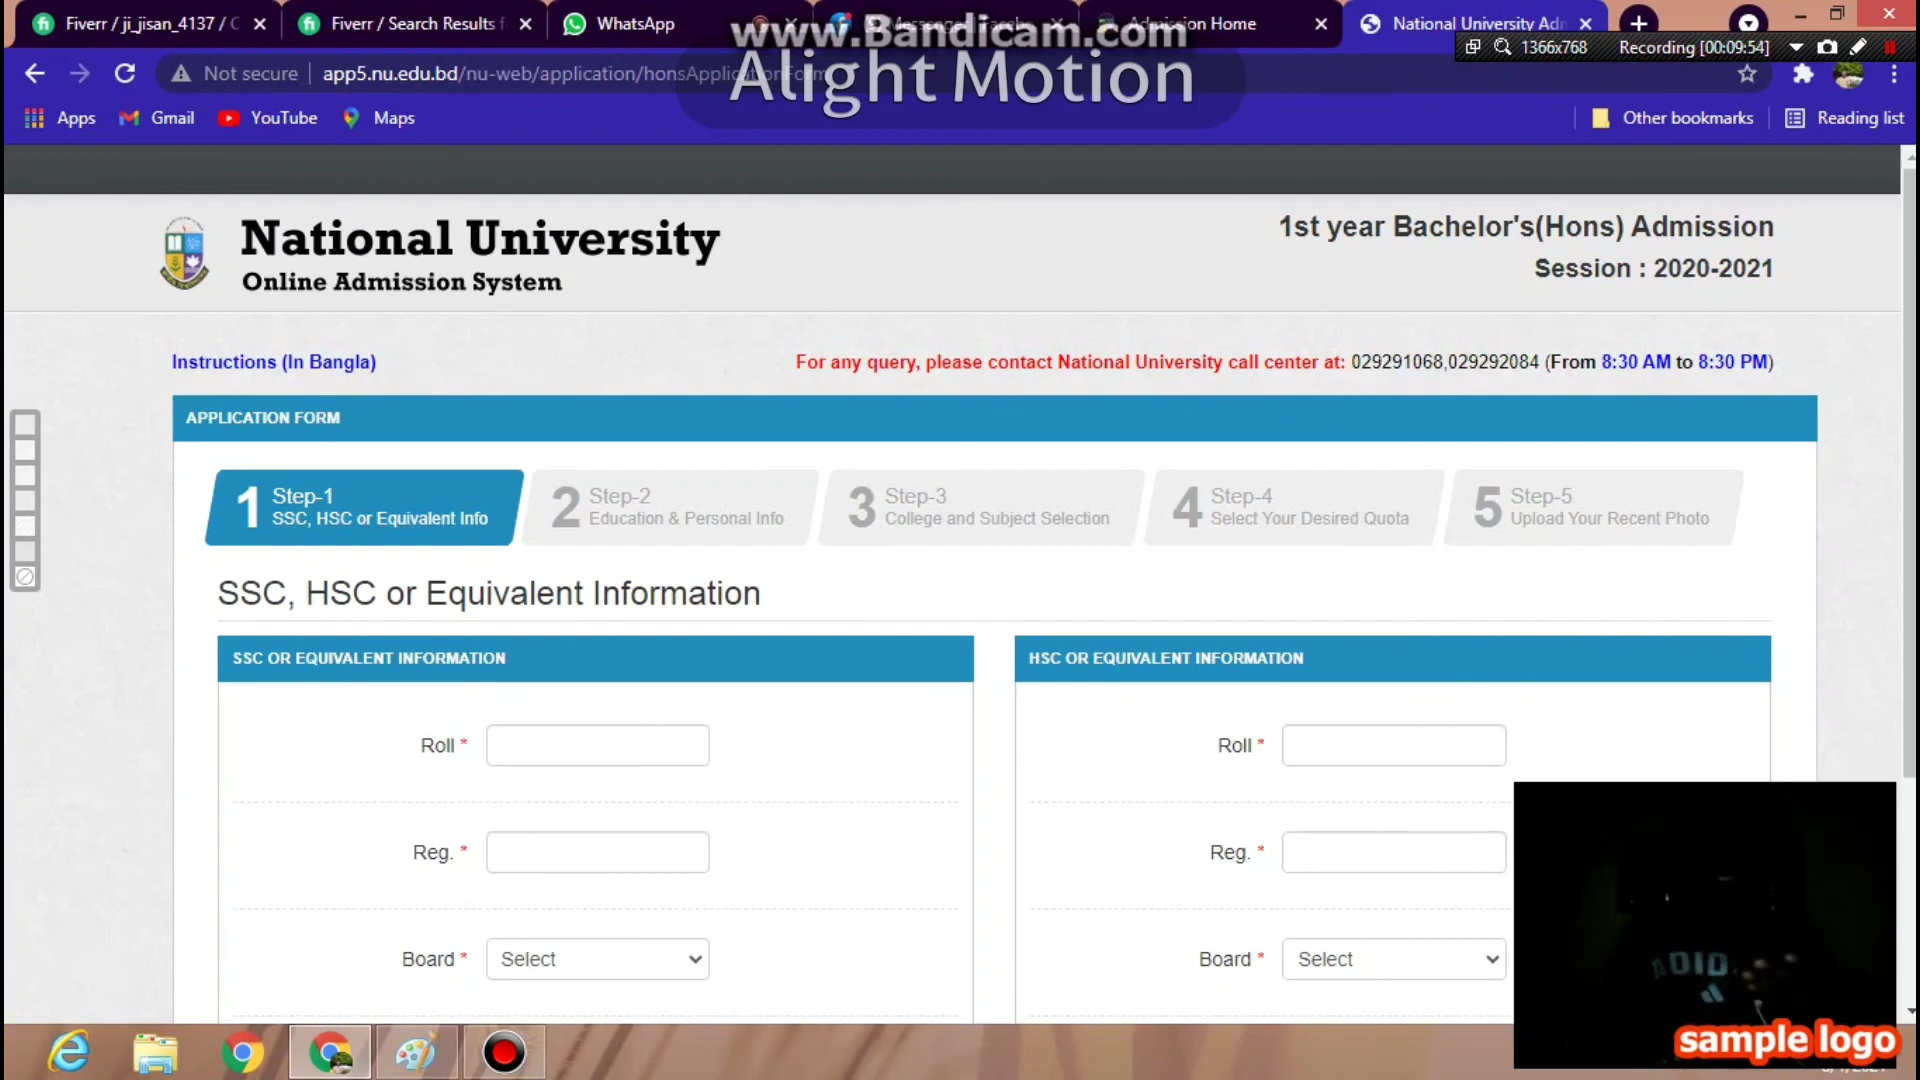 Fiverr / ji_jisan_4137 /
Fiverr / Search Results
WhatsApp
Admission Home
National University Adm
www.Bandicam.com
Alight Motion
1366x768
Recording [00:09:54]
Not secure
app5.nu.edu.bd/nu-web/application/honsApplicationForm
Apps
Gmail
YouTube
Maps
Other bookmarks
Reading list
National University
Online Admission System
1st year Bachelor's(Hons) Admission
Session : 2020-2021
Instructions (In Bangla)
For any query, please contact National University call center at: 029291068,029292084 (From 8:30 AM to 8:30 PM)
APPLICATION FORM
1 Step-1
SSC, HSC or Equivalent Info
2 Step-2
Education & Personal Info
3 Step-3
College and Subject Selection
4 Step-4
Select Your Desired Quota
5 Step-5
Upload Your Recent Photo
SSC, HSC or Equivalent Information
SSC OR EQUIVALENT INFORMATION
HSC OR EQUIVALENT INFORMATION
Roll *
Roll *
Reg. *
Reg. *
Board * Select
Board * Select
sample logo